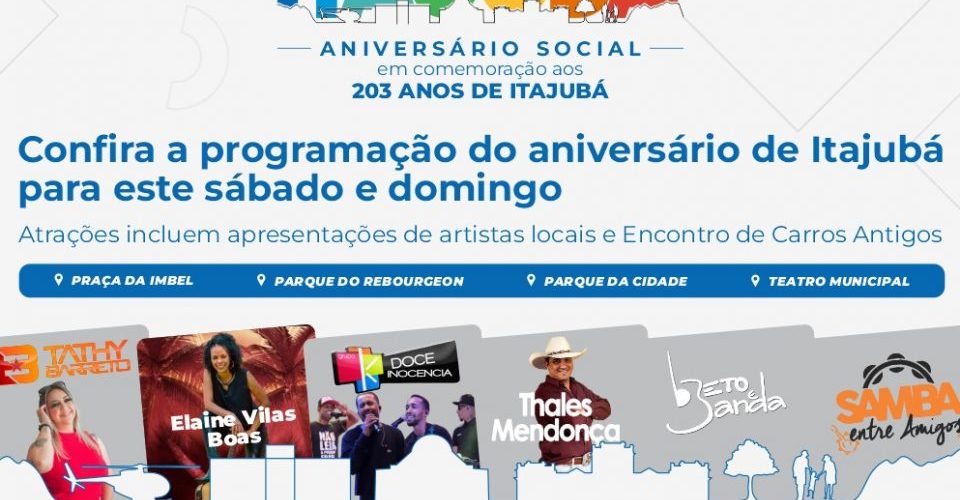 ANIVERSÁRIO SOCIAL
em comemoração aos
203 ANOS DE ITAJUBÁ
Confira a programação do aniversário de Itajubá
para este sábado e domingo
Atrações incluem apresentações de artistas locais e Encontro de Carros Antigos
PRAÇA DA IMBEL PARQUE DO REBOURGEON PARQUE DA CIDADE TEATRO MUNICIPAL
TATHY
BARRETO
Elaine Vilas
Boas
DOCE
INOCENCIA
Thales
Mendonça
BETO e
Banda
SAMBA
entre Amigos